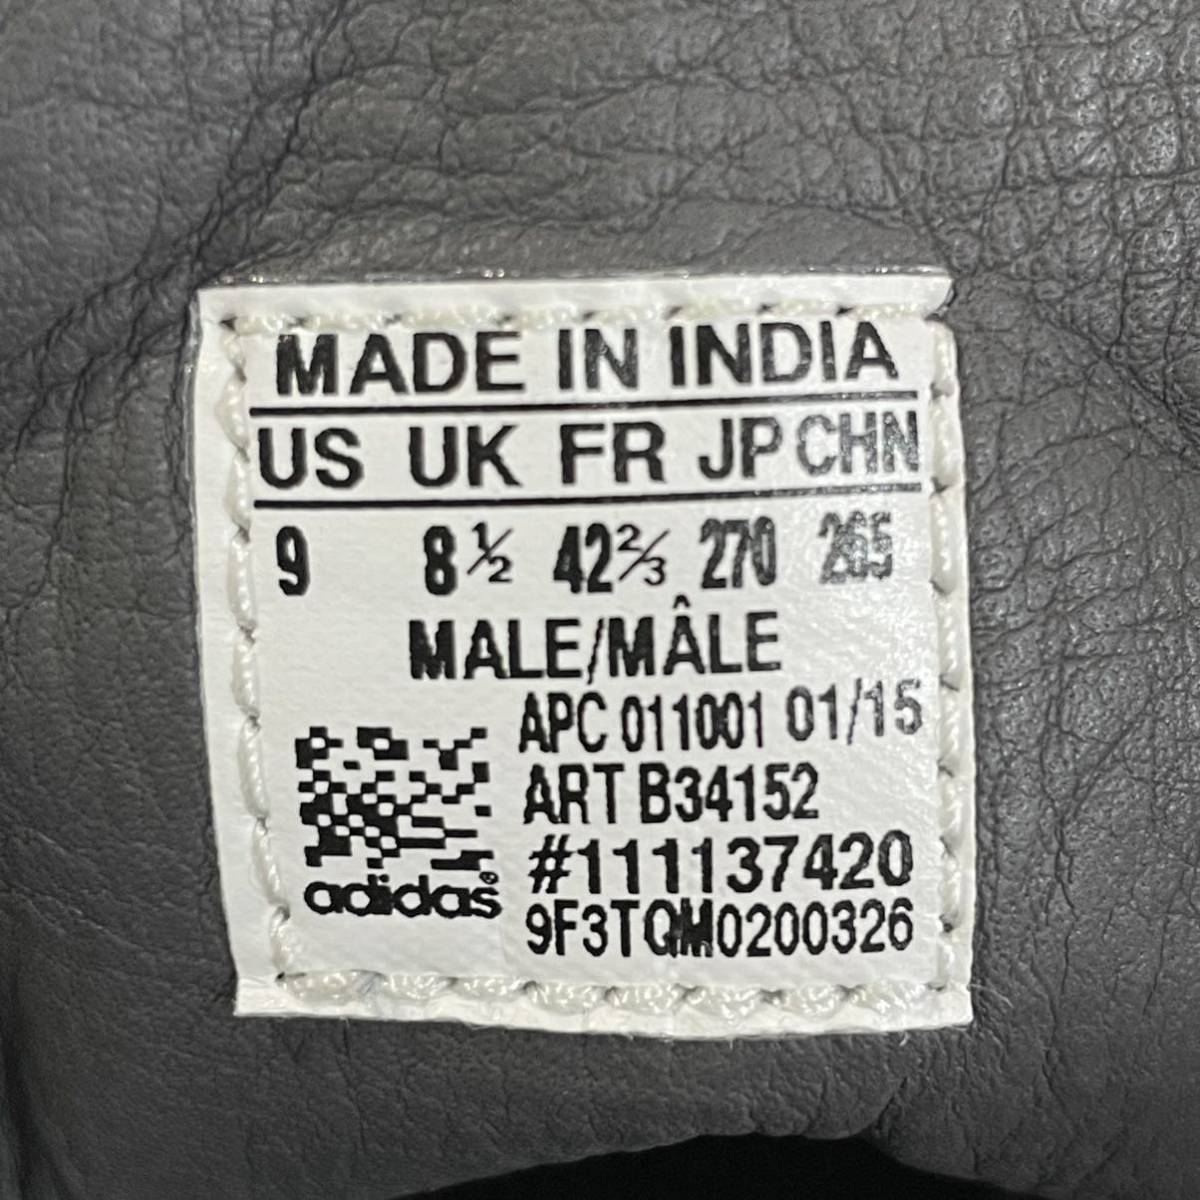 MADE IN INDIA
US UK FR JP CHN
9 8½ 42⅔ 270 265
MALE/MÂLE
APC 011001 01/15
ART B34152
#111137420
adidas®
9F3TQM0200326